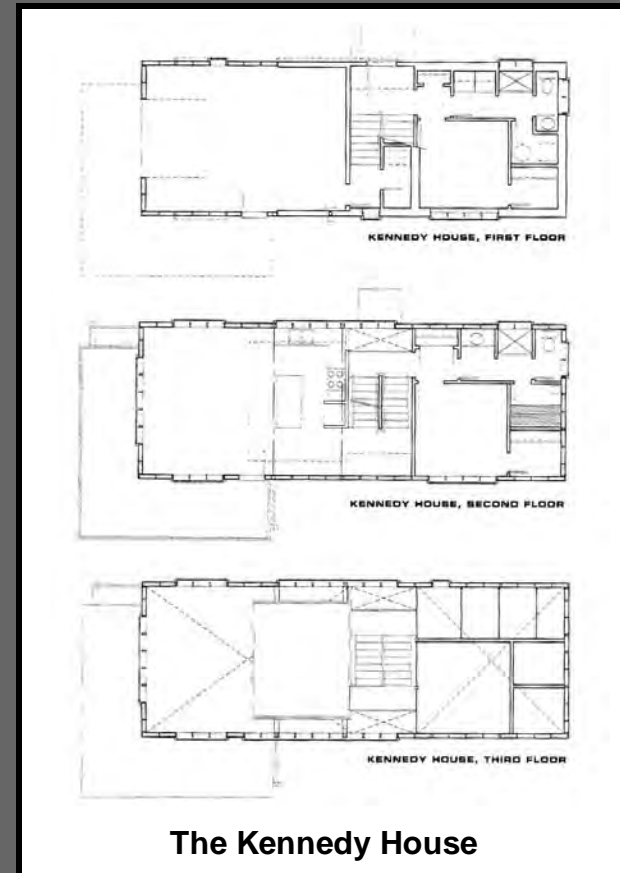 KENNEDY HOUSE, FIRST FLOOR
KENNEDY HOUSE, SECOND FLOOR
KENNEDY HOUSE, THIRD FLOOR
The Kennedy House